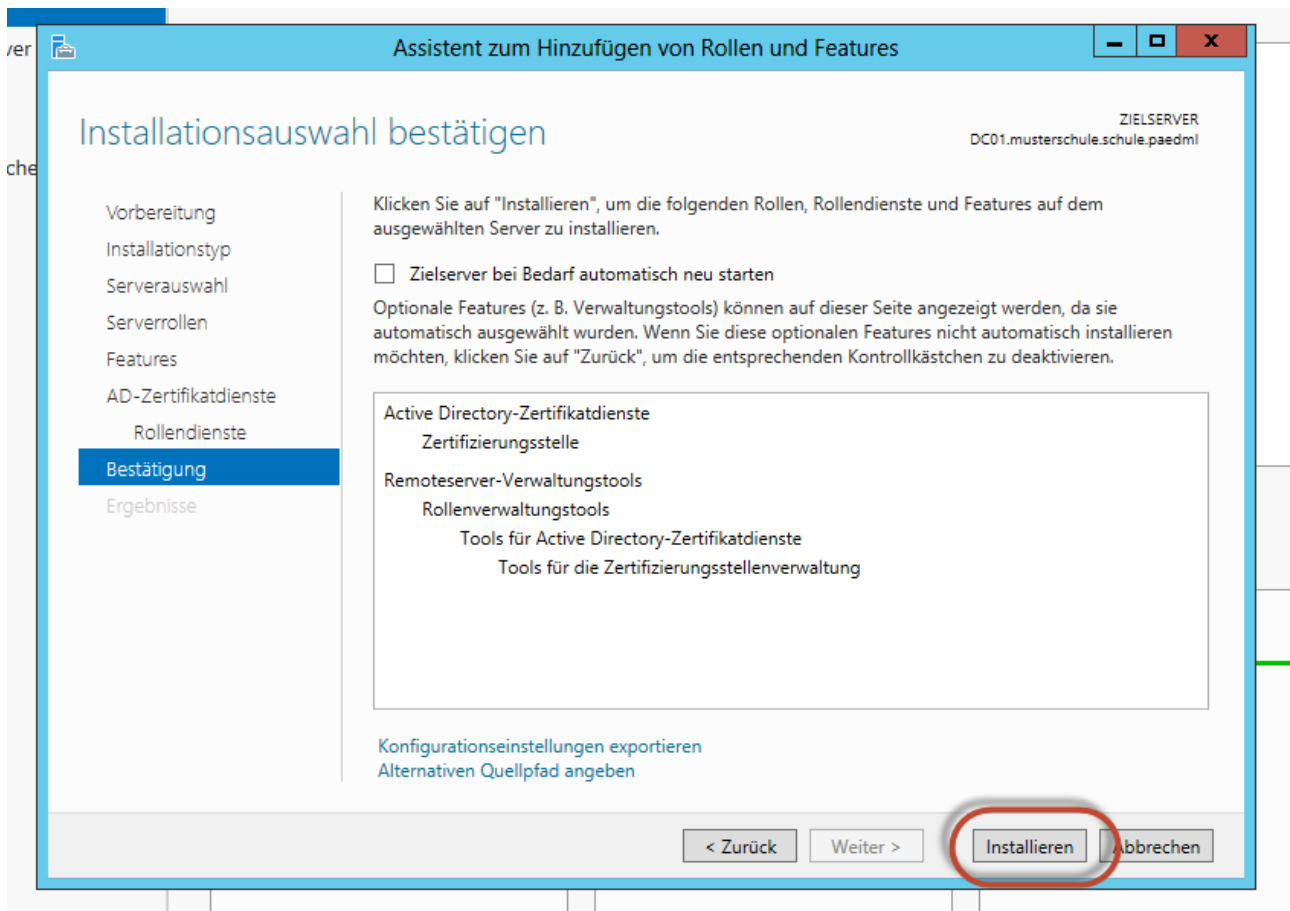 Assistent zum Hinzufügen von Rollen und Features
Installationsauswahl bestätigen
ZIELSERVER
DC01.musterschule.schule.paedml
Vorbereitung
Installationstyp
Serverauswahl
Serverrollen
Features
AD-Zertifikatdienste
Rollendienste
Bestätigung
Ergebnisse
Klicken Sie auf "Installieren", um die folgenden Rollen, Rollendienste und Features auf dem
ausgewählten Server zu installieren.
Zielserver bei Bedarf automatisch neu starten
Optionale Features (z. B. Verwaltungstools) können auf dieser Seite angezeigt werden, da sie
automatisch ausgewählt wurden. Wenn Sie diese optionalen Features nicht automatisch installieren
möchten, klicken Sie auf "Zurück", um die entsprechenden Kontrollkästchen zu deaktivieren.
Active Directory-Zertifikatdienste
Zertifizierungsstelle
Remoteserver-Verwaltungstools
Rollenverwaltungstools
Tools für Active Directory-Zertifikatdienste
Tools für die Zertifizierungsstellenverwaltung
Konfigurationseinstellungen exportieren
Alternativen Quellpfad angeben
< Zurück
Weiter >
Installieren
Abbrechen